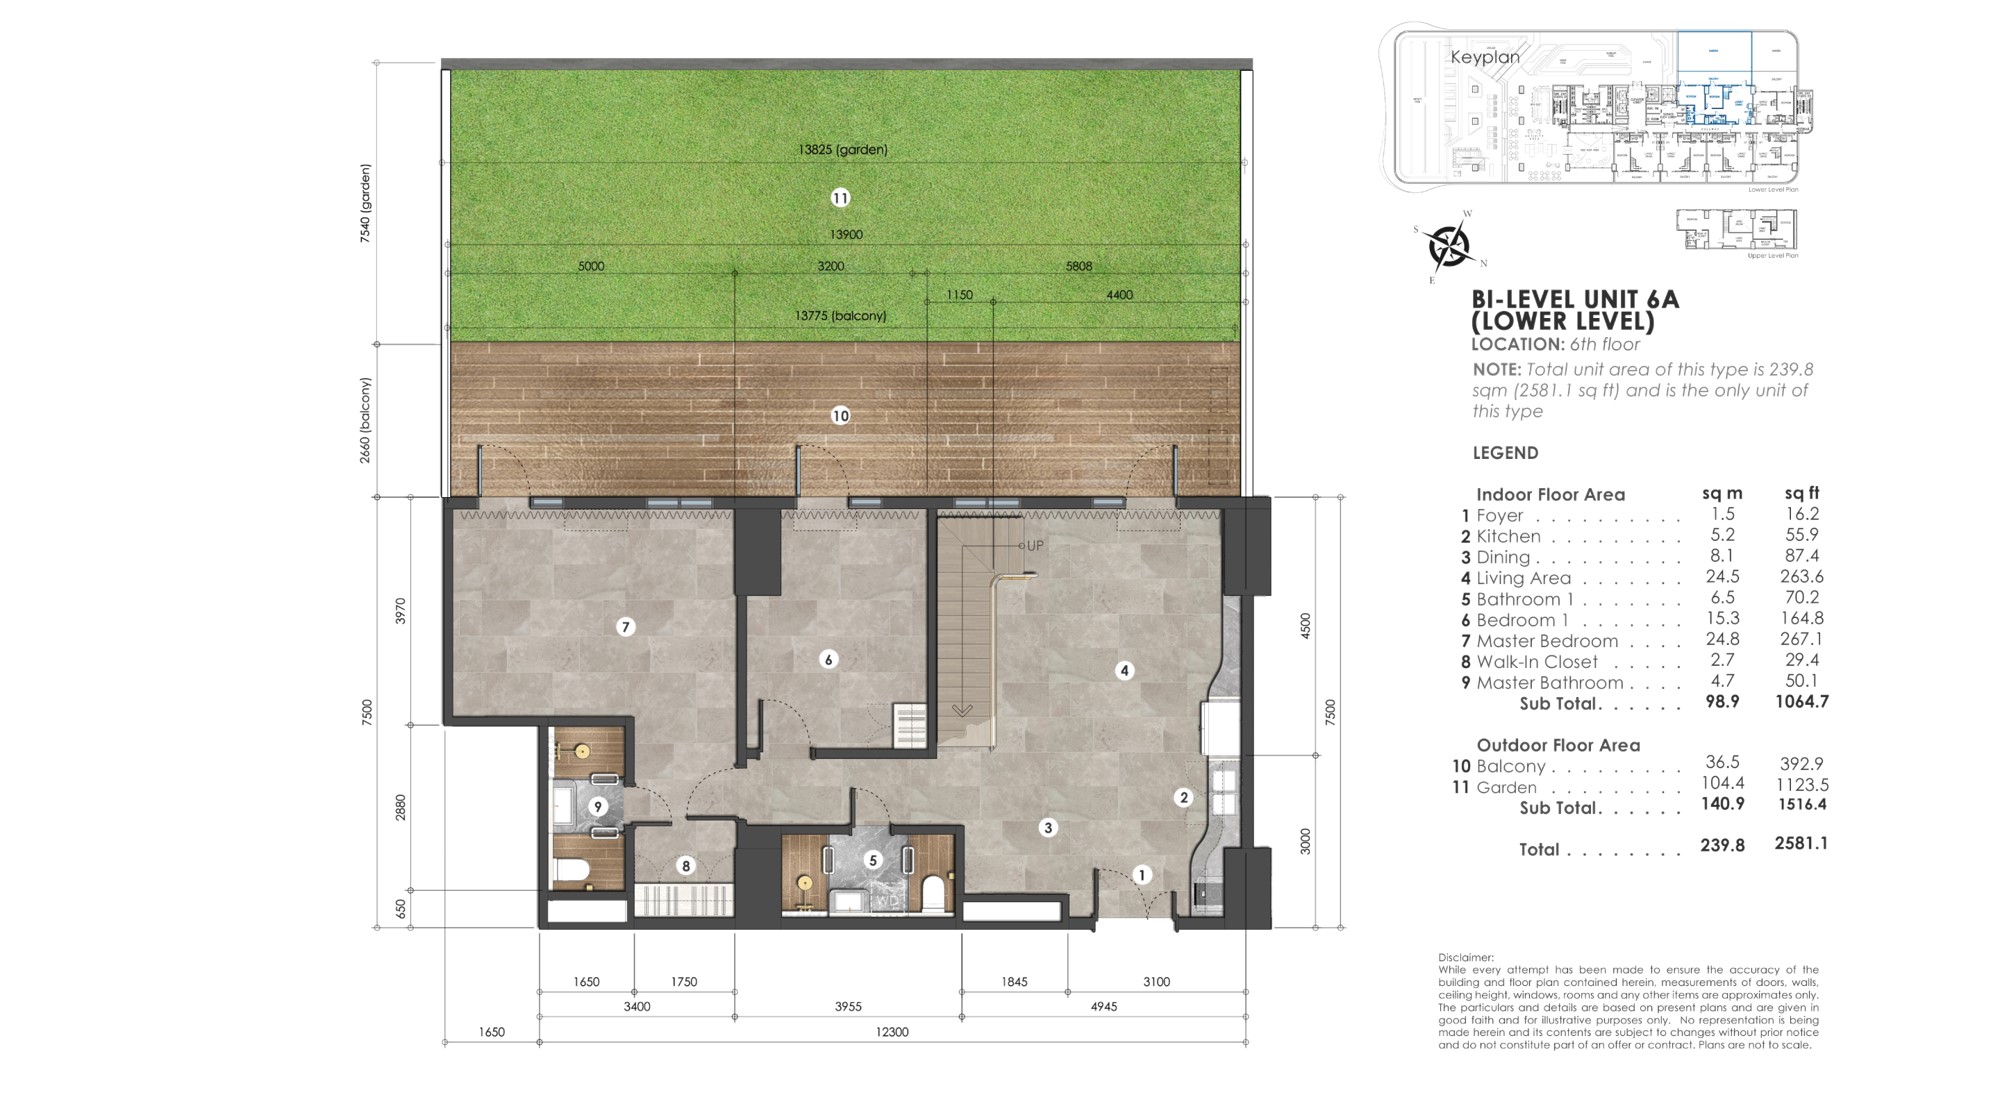 Keyplan
Lower Level Plan
Upper Level Plan
W
S
N
E
BI-LEVEL UNIT 6A
(LOWER LEVEL)
LOCATION: 6th floor
NOTE: Total unit area of this type is 239.8
sqm (2581.1 sq ft) and is the only unit of
this type
LEGEND
Indoor Floor Area sq m sq ft
1 Foyer . . . . . . . . . . 1.5 16.2
2 Kitchen . . . . . . . . . 5.2 55.9
3 Dining . . . . . . . . . . 8.1 87.4
4 Living Area . . . . . . . 24.5 263.6
5 Bathroom 1 . . . . . . . 6.5 70.2
6 Bedroom 1 . . . . . . . 15.3 164.8
7 Master Bedroom . . . . 24.8 267.1
8 Walk-In Closet . . . . . 2.7 29.4
9 Master Bathroom . . . . 4.7 50.1
Sub Total. . . . . . 98.9 1064.7
Outdoor Floor Area
10 Balcony . . . . . . . . . 36.5 392.9
11 Garden . . . . . . . . . 104.4 1123.5
Sub Total. . . . . . 140.9 1516.4
Total . . . . . . . . 239.8 2581.1
Disclaimer:
While every attempt has been made to ensure the accuracy of the
building and floor plan contained herein, measurements of doors, walls,
ceiling height, windows, rooms and any other items are approximates only.
The particulars and details are based on present plans and are given in
good faith and for illustrative purposes only. No representation is being
made herein and its contents are subject to changes without prior notice
and do not constitute part of an offer or contract. Plans are not to scale.
13825 (garden)
11
13900
5000 3200 5808
1150 4400
13775 (balcony)
10
7540 (garden)
2660 (balcony)
7500
3970
2880
650
4500
3000
7500
UP
7
6
4
9
8
5
WD
3
2
1
1650 1750 1845 3100
3400 3955 4945
1650 12300